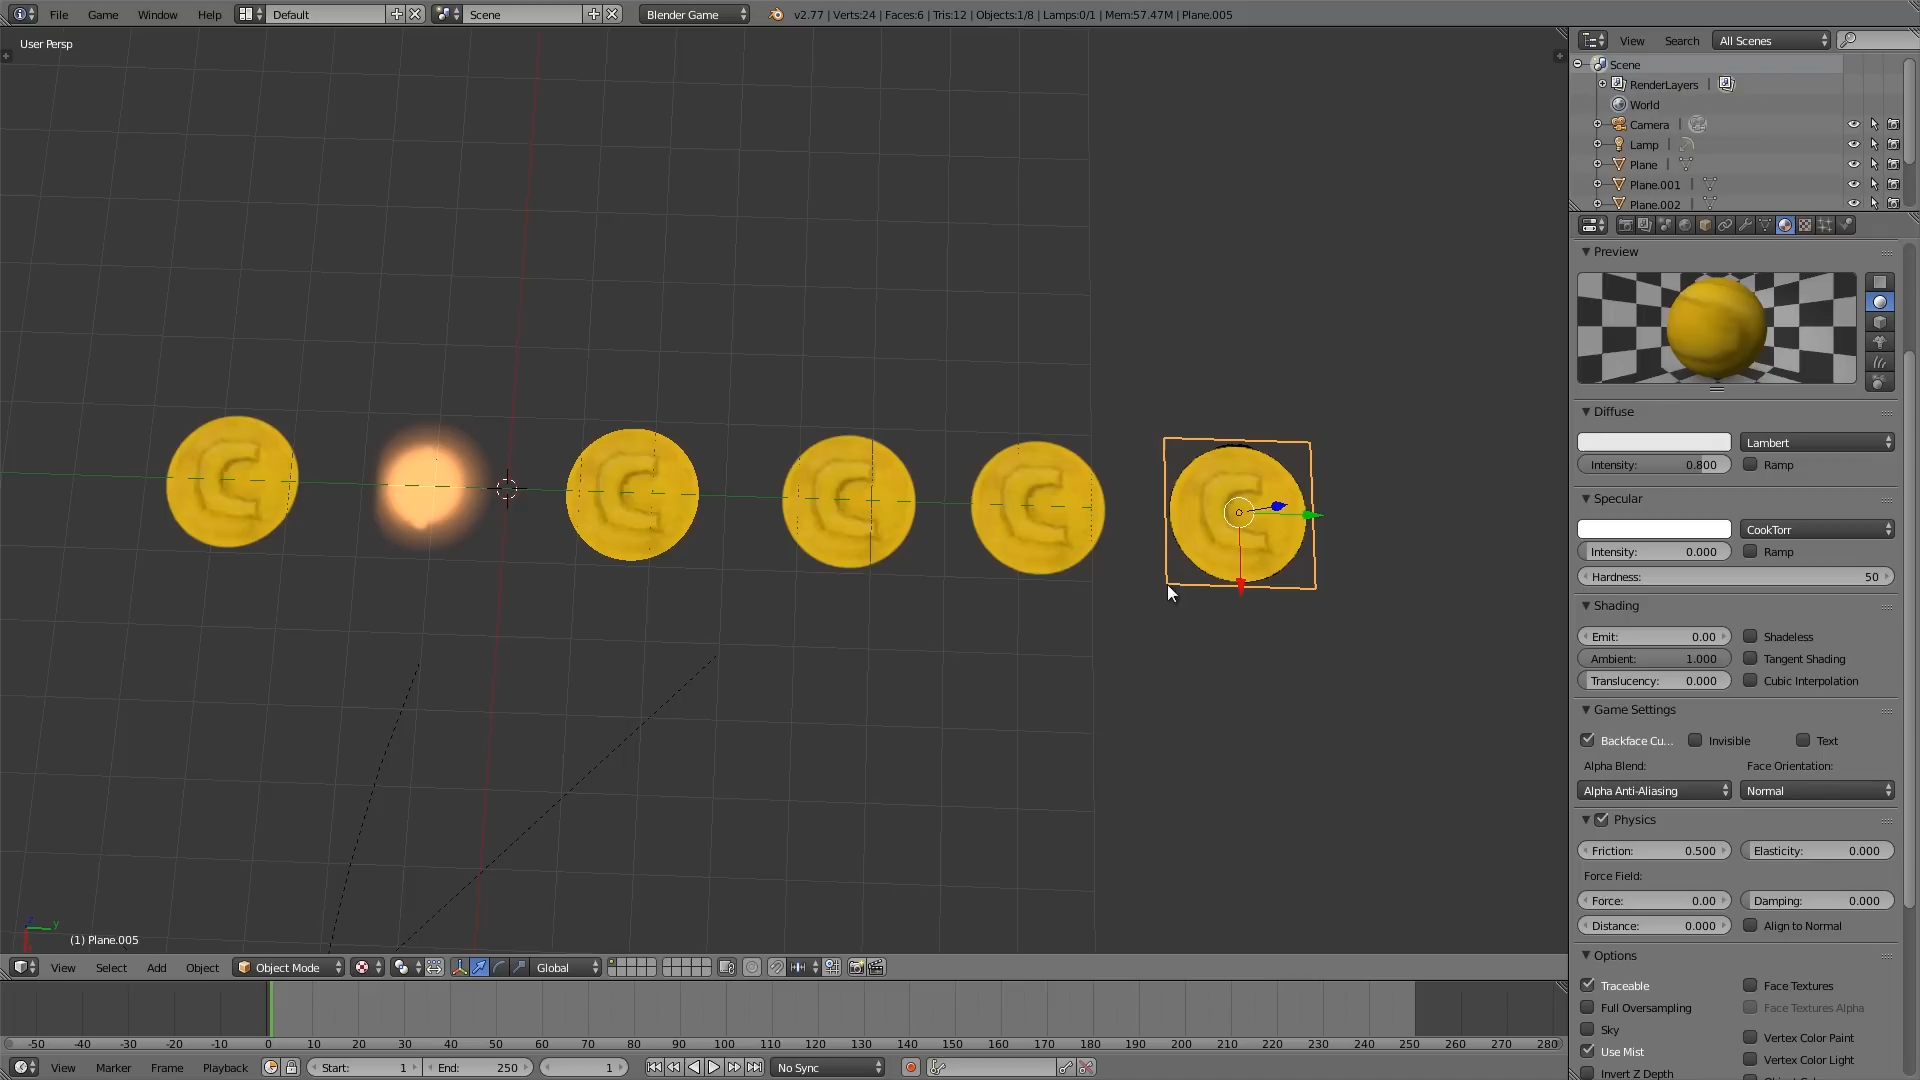 File Game Window Help Default Scene Blender Game v2.77 | Verts:24 | Faces:6 | Tris:12 | Objects:1/8 | Lamps:0/1 | Mem:57.47M | Plane.005
User Persp
View Search All Scenes
Scene
RenderLayers
World
Camera
Lamp
Plane
Plane.001
Plane.002
Preview
Diffuse
Lambert
Intensity: 0.800 Ramp
Specular
CookTorr
Intensity: 0.000 Ramp
Hardness: 50
Shading
Emit: 0.00 Shadeless
Ambient: 1.000 Tangent Shading
Translucency: 0.000 Cubic Interpolation
Game Settings
Backface Cu... Invisible Text
Alpha Blend: Face Orientation:
Alpha Anti-Aliasing Normal
Physics
Friction: 0.500 Elasticity: 0.000
Force Field:
Force: 0.00 Damping: 0.000
Distance: 0.000 Align to Normal
Options
Traceable Face Textures
Full Oversampling Face Textures Alpha
Sky
Vertex Color Paint
Use Mist
Vertex Color Light
Invert Z Depth
z y
(1) Plane.005
View Select Add Object Object Mode Global
-50 -40 -30 -20 -10 0 10 20 30 40 50 60 70 80 90 100 110 120 130 140 150 160 170 180 190 200 210 220 230 240 250 260 270 280
View Marker Frame Playback Start: 1 End: 250 1 No Sync